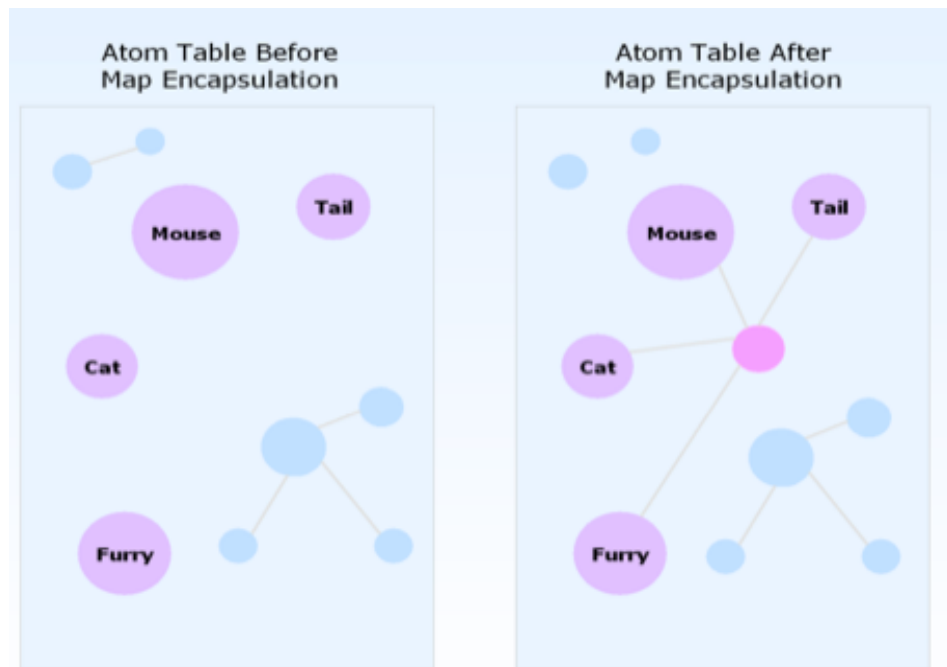 Atom Table Before
Map Encapsulation
Mouse
Tail
Cat
Furry
Atom Table After
Map Encapsulation
Mouse
Tail
Cat
Furry